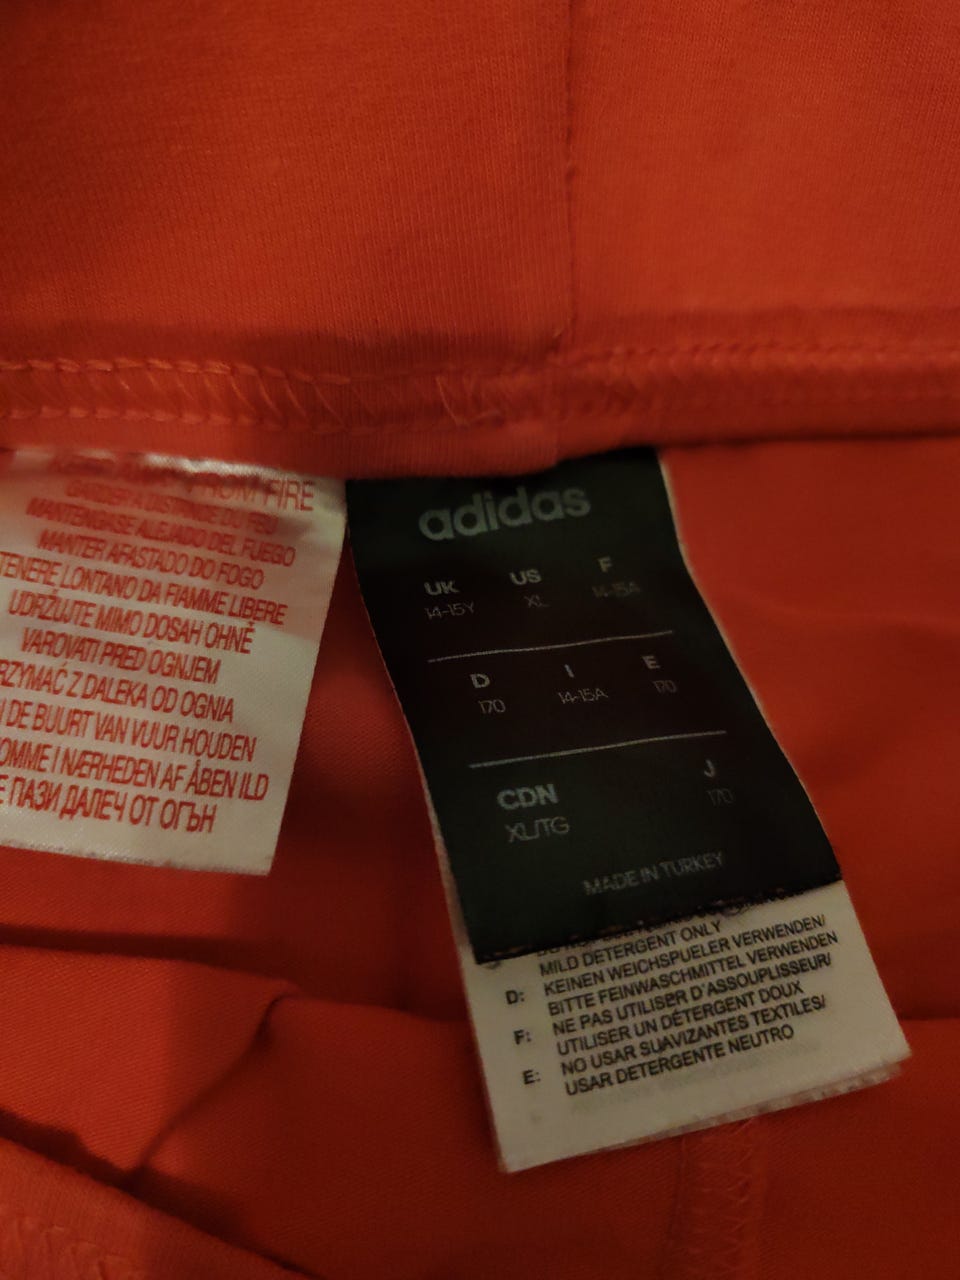 FROM FIRE
GARDER A DISTANCE DU FEU
MANTENGASE ALEJADO DEL FUEGO
MANTER AFASTADO DO FOGO
TENERE LONTANO DA FIAMME LIBERE
UDRŽUJTE MIMO DOSAH OHNĚ
VAROVATI PRED OGNJEM
RZYMAĆ Z DALEKA OD OGNIA
DE BUURT VAN VUUR HOUDEN
OMME I NÆRHEDEN AF ÅBEN ILD
ПАЗИ ДАЛЕЧ ОТ ОГЪН
adidas
UK US F
14-15Y XL 14-15A
D I E
170 14-15A 170
CDN J
XL/TG 170
MADE IN TURKEY
MILD DETERGENT ONLY
D: KEINEN WEICHSPUELER VERWENDEN/
BITTE FEINWASCHMITTEL VERWENDEN
F: NE PAS UTILISER D'ASSOUPLISSEUR/
UTILISER UN DÉTERGENT DOUX
E: NO USAR SUAVIZANTES TEXTILES/
USAR DETERGENTE NEUTRO